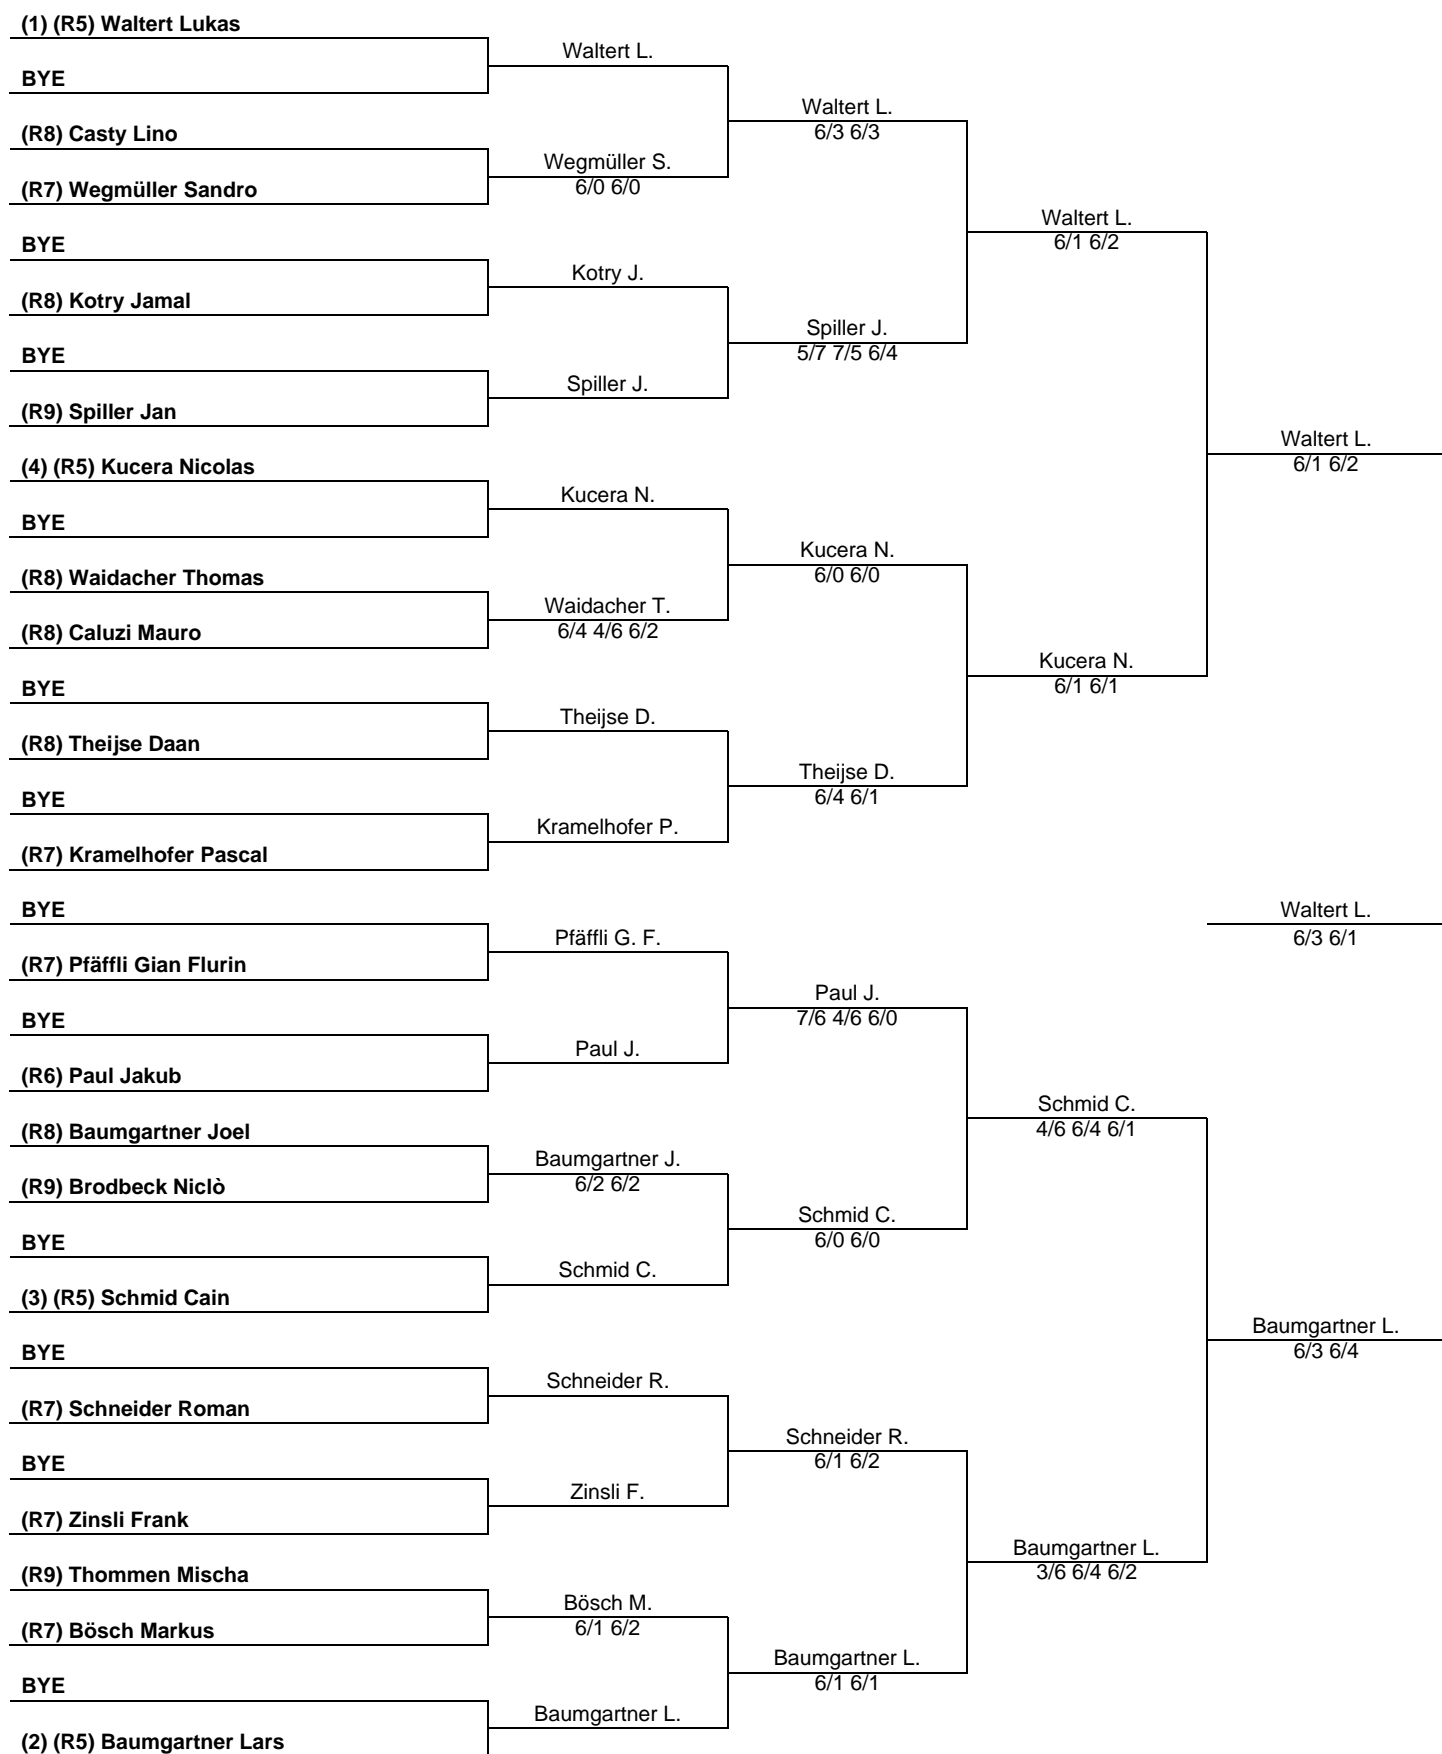 (1) (R5) Waltert Lukas
BYE
(R8) Casty Lino
(R7) Wegmüller Sandro
BYE
(R8) Kotry Jamal
BYE
(R9) Spiller Jan
(4) (R5) Kucera Nicolas
BYE
(R8) Waidacher Thomas
(R8) Caluzi Mauro
BYE
(R8) Theijse Daan
BYE
(R7) Kramelhofer Pascal
BYE
(R7) Pfäffli Gian Flurin
BYE
(R6) Paul Jakub
(R8) Baumgartner Joel
(R9) Brodbeck Niclò
BYE
(3) (R5) Schmid Cain
BYE
(R7) Schneider Roman
BYE
(R7) Zinsli Frank
(R9) Thommen Mischa
(R7) Bösch Markus
BYE
(2) (R5) Baumgartner Lars
Waltert L.
Wegmüller S.
6/0 6/0
Kotry J.
Spiller J.
Kucera N.
Waidacher T.
6/4 4/6 6/2
Theijse D.
Kramelhofer P.
Pfäffli G. F.
Paul J.
Baumgartner J.
6/2 6/2
Schmid C.
Schneider R.
Zinsli F.
Bösch M.
6/1 6/2
Baumgartner L.
Waltert L.
6/3 6/3
Spiller J.
5/7 7/5 6/4
Kucera N.
6/0 6/0
Theijse D.
6/4 6/1
Paul J.
7/6 4/6 6/0
Schmid C.
6/0 6/0
Schneider R.
6/1 6/2
Baumgartner L.
6/1 6/1
Waltert L.
6/1 6/2
Kucera N.
6/1 6/1
Schmid C.
4/6 6/4 6/1
Baumgartner L.
3/6 6/4 6/2
Waltert L.
6/1 6/2
Waltert L.
6/3 6/1
Baumgartner L.
6/3 6/4